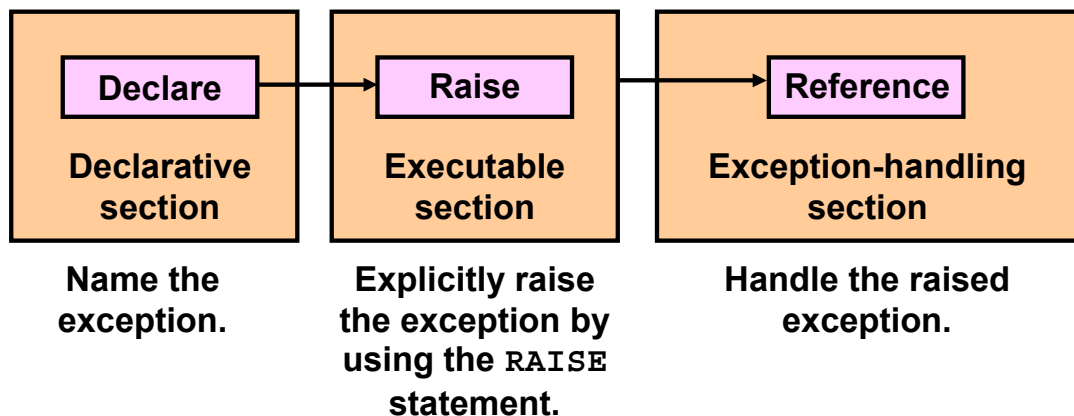 Declare
Declarative
section
Name the
exception.
Raise
Executable
section
Explicitly raise
the exception by
using the RAISE
statement.
Reference
Exception-handling
section
Handle the raised
exception.